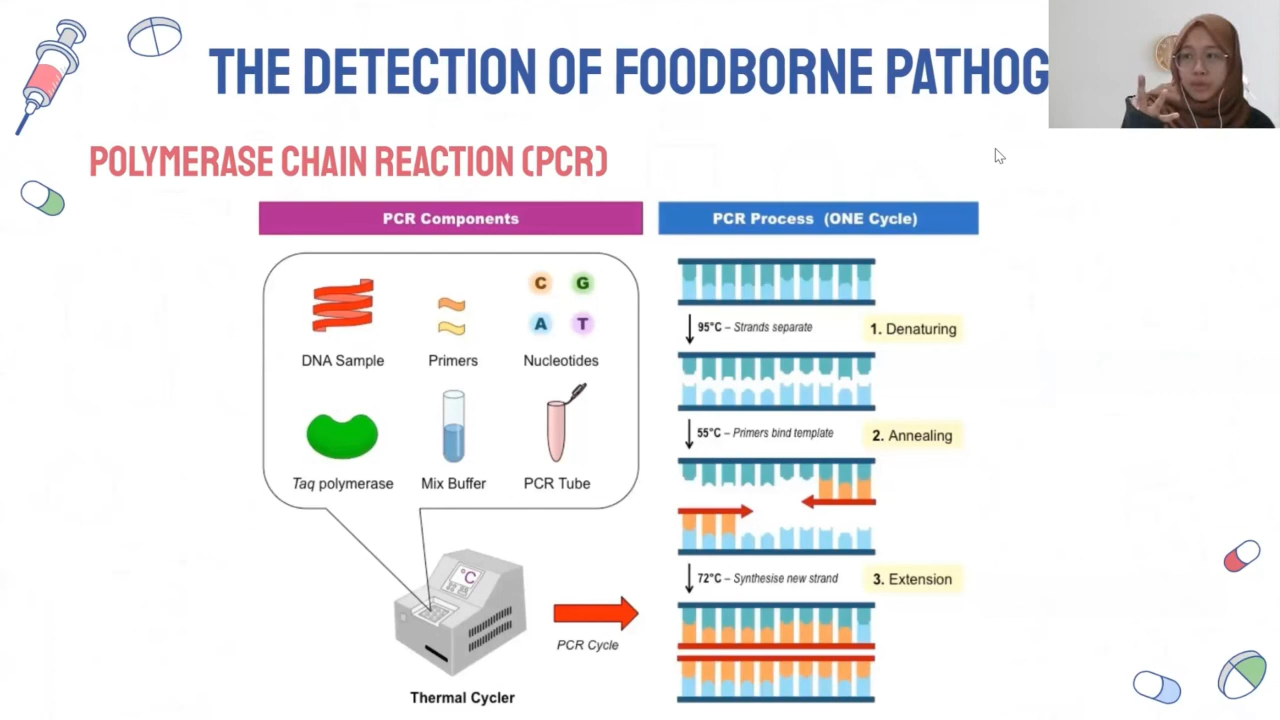 THE DETECTION OF FOODBORNE PATHOG
POLYMERASE CHAIN REACTION (PCR)
PCR Components
C G
A T
DNA Sample Primers Nucleotides
Taq polymerase Mix Buffer PCR Tube
°C
Thermal Cycler
PCR Cycle
PCR Process (ONE Cycle)
95°C – Strands separate
1. Denaturing
55°C – Primers bind template
2. Annealing
72°C – Synthesise new strand
3. Extension